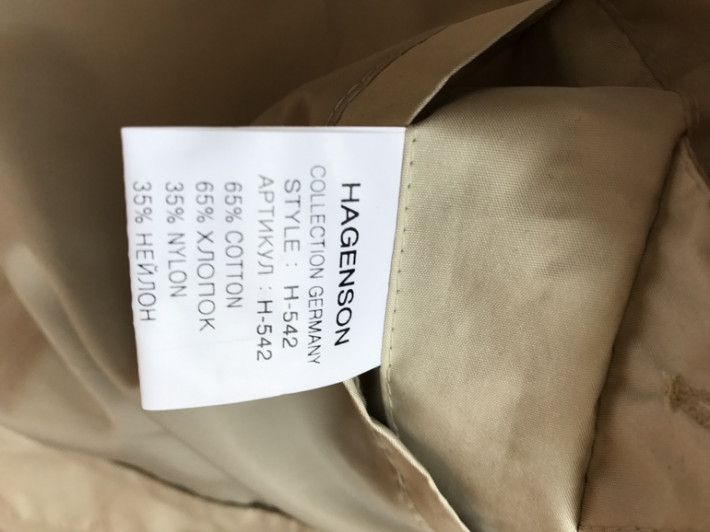 HAGENSON
COLLECTION GERMANY
STYLE : H-542
АРТИКУЛ : H-542
65% COTTON
65% ХЛОПОК
35% NYLON
35% НЕЙЛОН